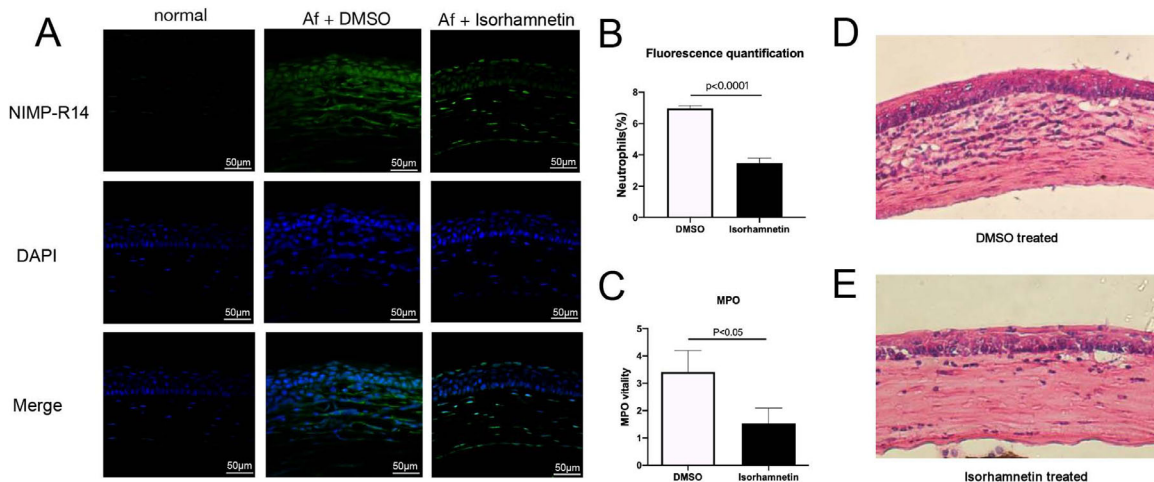 A
normal
Af + DMSO
Af + Isorhamnetin
NIMP-R14
50μm
50μm
50μm
DAPI
50μm
50μm
50μm
Merge
50μm
50μm
50μm
B
Fluorescence quantification
p<0.0001
Neutrophils(%)
8
6
4
2
0
DMSO
Isorhamnetin
C
MPO
P<0.05
MPO vitality
5
4
3
2
1
0
DMSO
Isorhamnetin
D
DMSO treated
E
Isorhamnetin treated